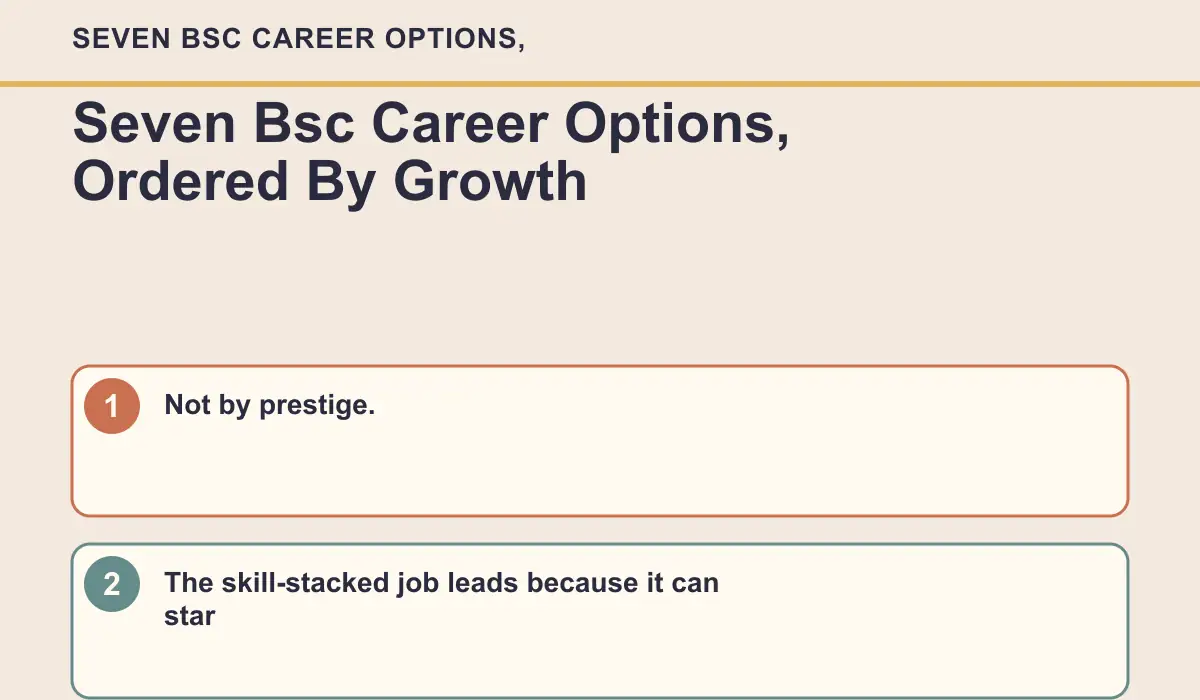 SEVEN BSC CAREER OPTIONS,
Seven Bsc Career Options,
Ordered By Growth
1
Not by prestige.
2
The skill-stacked job leads because it can
star